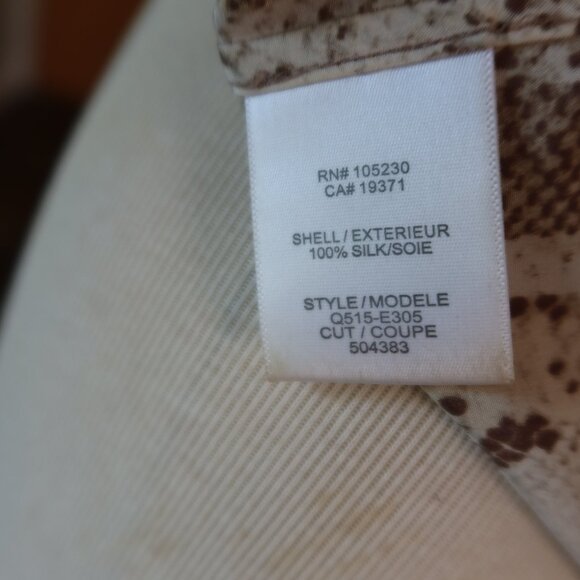 RN# 105230
CA# 19371
SHELL / EXTERIEUR
100% SILK/SOIE
STYLE / MODELE
Q515-E305
CUT / COUPE
504383